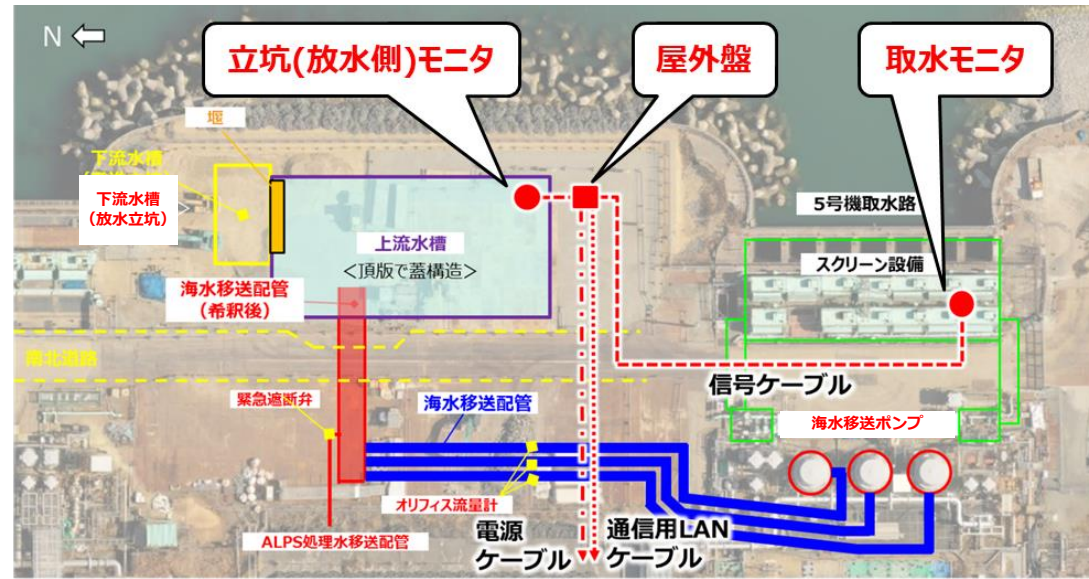 N
立坑(放水側)モニタ
屋外盤
取水モニタ
堰
下流水槽
下流水槽
（放水立坑）
5号機取水路
上流水槽
＜頂版で蓋構造＞
スクリーン設備
海水移送配管
（希釈後）
南北道路
信号ケーブル
緊急遮断弁
海水移送配管
海水移送ポンプ
オリフィス流量計
電源
ケーブル
通信用LAN
ケーブル
ALPS処理水移送配管